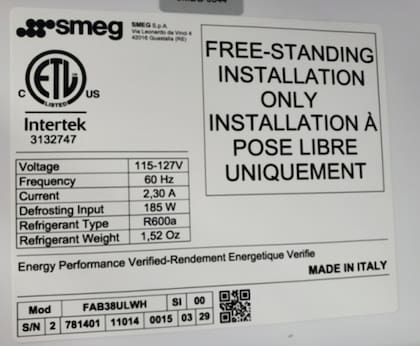 smeg
SMEG S.p.A.
Via Leonardo da Vinci 4
42016 Guastalla (RE)
ETL
LISTED
C US
Intertek
3132747
FREE-STANDING
INSTALLATION
ONLY
INSTALLATION À
POSE LIBRE
UNIQUEMENT
Voltage 115-127V
Frequency 60 Hz
Current 2,30 A
Defrosting Input 185 W
Refrigerant Type R600a
Refrigerant Weight 1,52 Oz
Energy Performance Verified-Rendement Energetique Verifie
MADE IN ITALY
Mod FAB38ULWH SI 00
S/N 2 781401 11014 0015 03 29